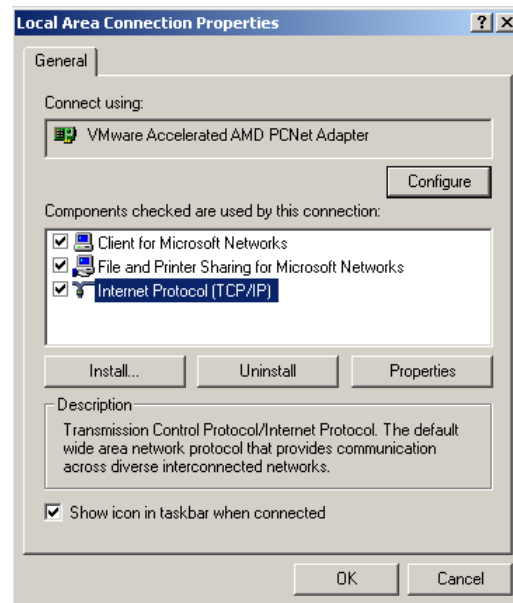 Local Area Connection Properties
General
Connect using:
VMware Accelerated AMD PCNet Adapter
Configure
Components checked are used by this connection:
Client for Microsoft Networks
File and Printer Sharing for Microsoft Networks
Internet Protocol (TCP/IP)
Install... Uninstall Properties
Description
Transmission Control Protocol/Internet Protocol. The default
wide area network protocol that provides communication
across diverse interconnected networks.
Show icon in taskbar when connected
OK Cancel